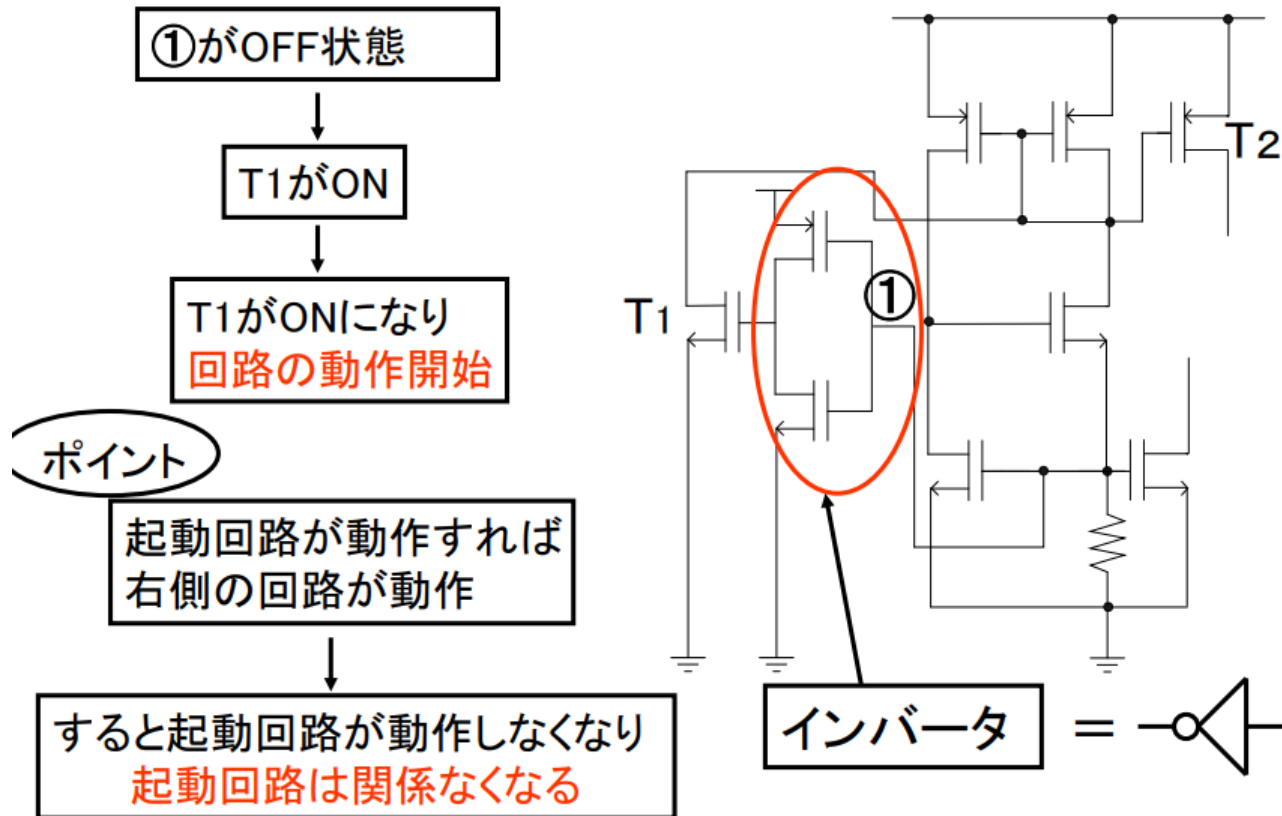 ①がOFF状態
T1がON
T1がONになり
回路の動作開始
ポイント
起動回路が動作すれば
右側の回路が動作
すると起動回路が動作しなくなり
起動回路は関係なくなる
T2
①
T1
インバータ
=